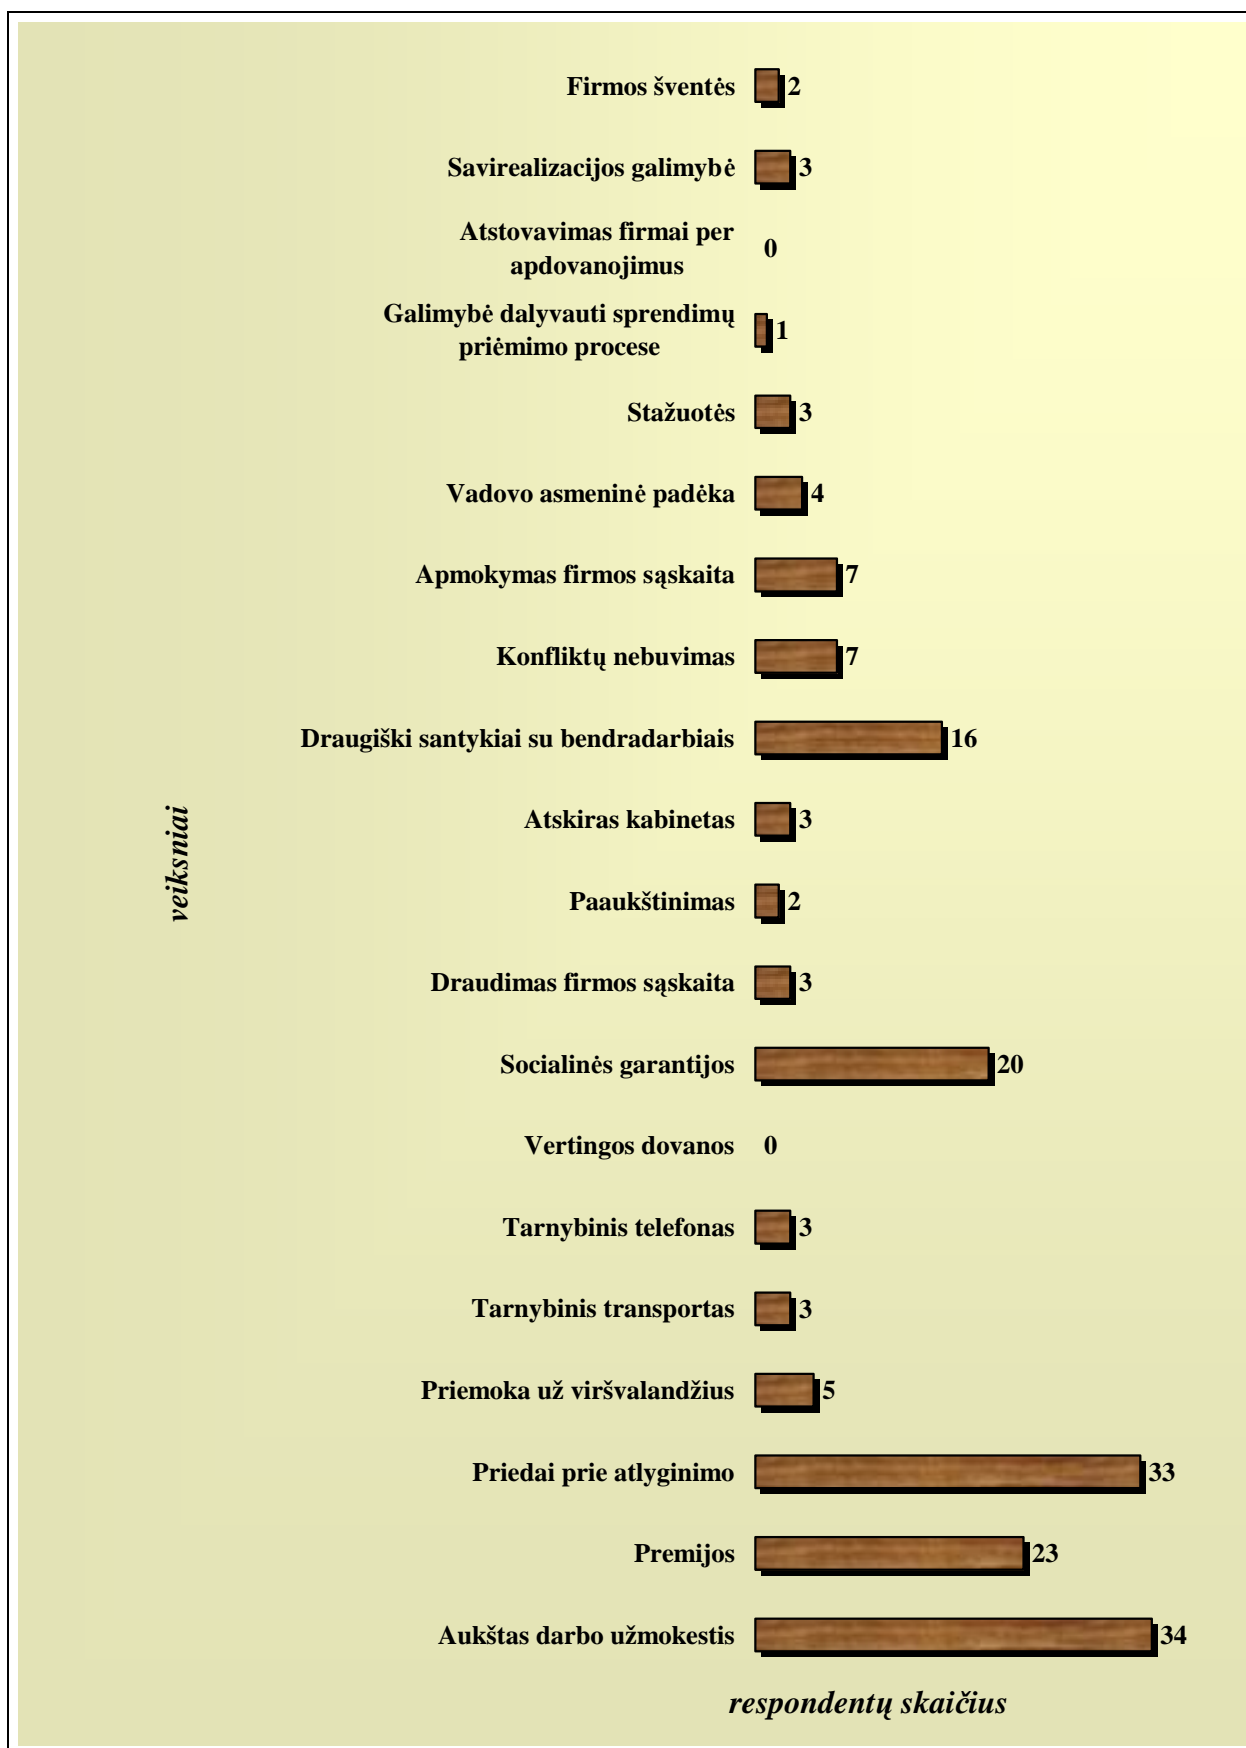 Firmos šventės 2
Savirealizacijos galimybė 3
Atstovavimas firmai per
apdovanojimus 0
Galimybė dalyvauti sprendimų
priėmimo procese 1
Stažuotės 3
Vadovo asmeninė padėka 4
Apmokymas firmos sąskaita 7
Konfliktų nebuvimas 7
Draugiški santykiai su bendradarbiais 16
Atskiras kabinetas 3
Paaukštinimas 2
Draudimas firmos sąskaita 3
Socialinės garantijos 20
Vertingos dovanos 0
Tarnybinis telefonas 3
Tarnybinis transportas 3
Priemoka už viršvalandžius 5
Priedai prie atlyginimo 33
Premijos 23
Aukštas darbo užmokestis 34
veiksniai
respondentų skaičius